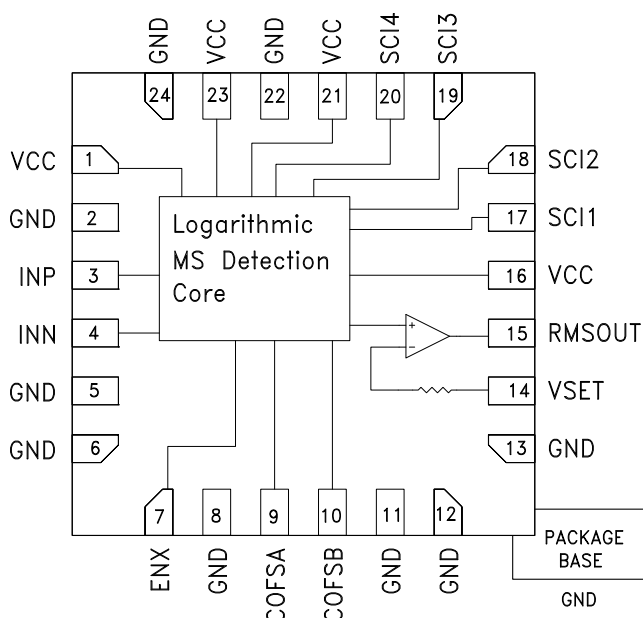 GND
VCC
GND
VCC
SCI4
SCI3
24
23
22
21
20
19
VCC
1
18
SCI2
GND
2
17
SCI1
INP
3
16
VCC
INN
4
15
RMSOUT
GND
5
14
VSET
GND
6
13
GND
Logarithmic
MS Detection
Core
+
−
7
8
9
10
11
12
ENX
GND
COFSA
COFSB
GND
GND
PACKAGE
BASE
GND